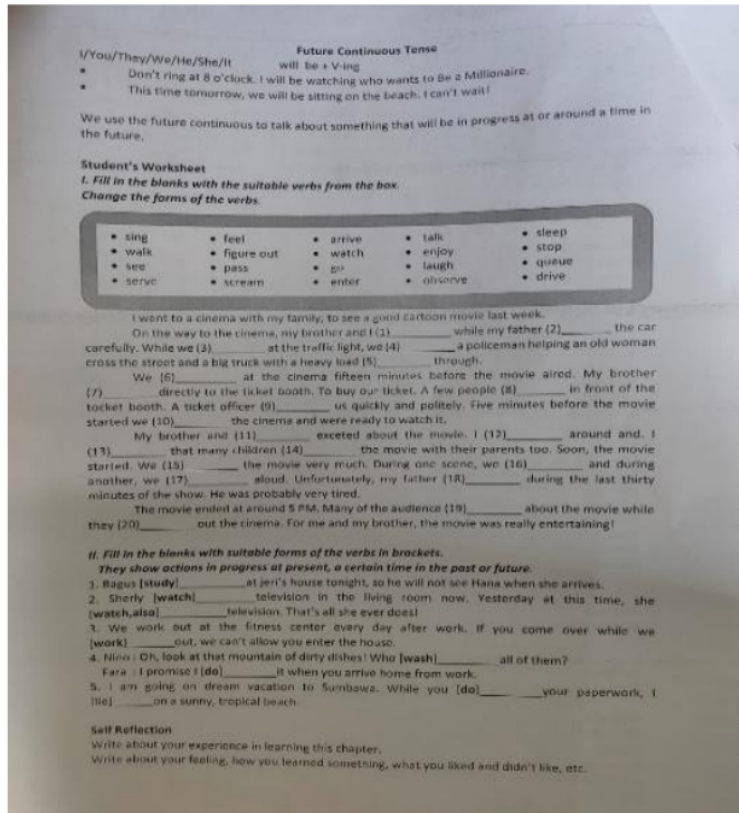 Future Continuous Tense
I/You/They/We/He/She/It will be + V-ing
• Don't ring at 8 o'clock. I will be watching who wants to Be a Millionaire.
• This time tomorrow, we will be sitting on the beach. I can't wait!
We use the future continuous to talk about something that will be in progress at or around a time in
the future.
Student's Worksheet
I. Fill in the blanks with the suitable verbs from the box.
Change the forms of the verbs.
• sing • feel • arrive • talk • sleep
• walk • figure out • watch • enjoy • stop
• see • pass • go • laugh • queue
• serve • scream • enter • observe • drive
I went to a cinema with my family, to see a good cartoon movie last week.
On the way to the cinema, my brother and I (1)________ while my father (2)________ the car
carefully. While we (3)________ at the traffic light, we (4)________ a policeman helping an old woman
cross the street and a big truck with a heavy load (5)________ through.
We (6)________ at the cinema fifteen minutes before the movie aired. My brother
(7)________ directly to the ticket booth. To buy our ticket. A few people (8)________ in front of the
tocket booth. A ticket officer (9)________ us quickly and politely. Five minutes before the movie
started we (10)________ the cinema and were ready to watch it.
My brother and (11)________ exceted about the movie. I (12)________ around and. I
(13)________ that many children (14)________ the movie with their parents too. Soon, the movie
started. We (15) ________ the movie very much. During one scene, we (16)________ and during
another, we (17)________ aloud. Unfortunately, my father (18)________ during the last thirty
minutes of the show. He was probably very tired.
The movie ended at around 5 PM. Many of the audience (19)________ about the movie while
they (20)________ out the cinema. For me and my brother, the movie was really entertaining!
II. Fill in the blanks with suitable forms of the verbs in brackets.
They show actions in progress at present, a certain time in the past or future.
1. Bagus [study]________ at jeri's house tonight, so he will not see Hana when she arrives.
2. Sherly [watch]________ television in the living room now. Yesterday at this time, she
[watch,also]________ television. That's all she ever does!
3. We work out at the fitness center every day after work. If you come over while we
[work] ________ out, we can't allow you enter the house.
4. Nino : Oh, look at that mountain of dirty dishes! Who [wash]________ all of them?
Fara : I promise I [do]________ it when you arrive home from work.
5. I am going on dream vacation to Sumbawa. While you [do]________ your paperwork, I
[lie] ________ on a sunny, tropical beach.
Self Reflection
Write about your experience in learning this chapter.
Write about your feeling, how you learned something, what you liked and didn't like, etc.